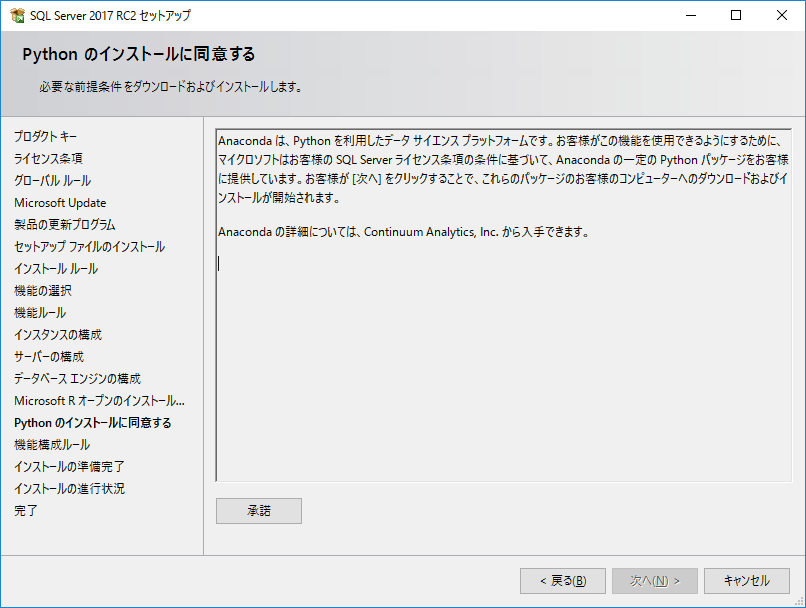 SQL Server 2017 RC2 セットアップ
Python のインストールに同意する
必要な前提条件をダウンロードおよびインストールします。
プロダクト キー
ライセンス条項
グローバル ルール
Microsoft Update
製品の更新プログラム
セットアップ ファイルのインストール
インストール ルール
機能の選択
機能ルール
インスタンスの構成
サーバーの構成
データベース エンジンの構成
Microsoft R オープンのインストール...
Python のインストールに同意する
機能構成ルール
インストールの準備完了
インストールの進行状況
完了
Anaconda は、Python を利用したデータ サイエンス プラットフォームです。お客様がこの機能を使用できるようにするために、
マイクロソフトはお客様の SQL Server ライセンス条項の条件に基づいて、Anaconda の一定の Python パッケージをお客様
に提供しています。お客様が [次へ] をクリックすることで、これらのパッケージのお客様のコンピューターへのダウンロードおよびイ
ンストールが開始されます。
Anaconda の詳細については、Continuum Analytics, Inc. から入手できます。
承諾
< 戻る(B)
次へ(N) >
キャンセル